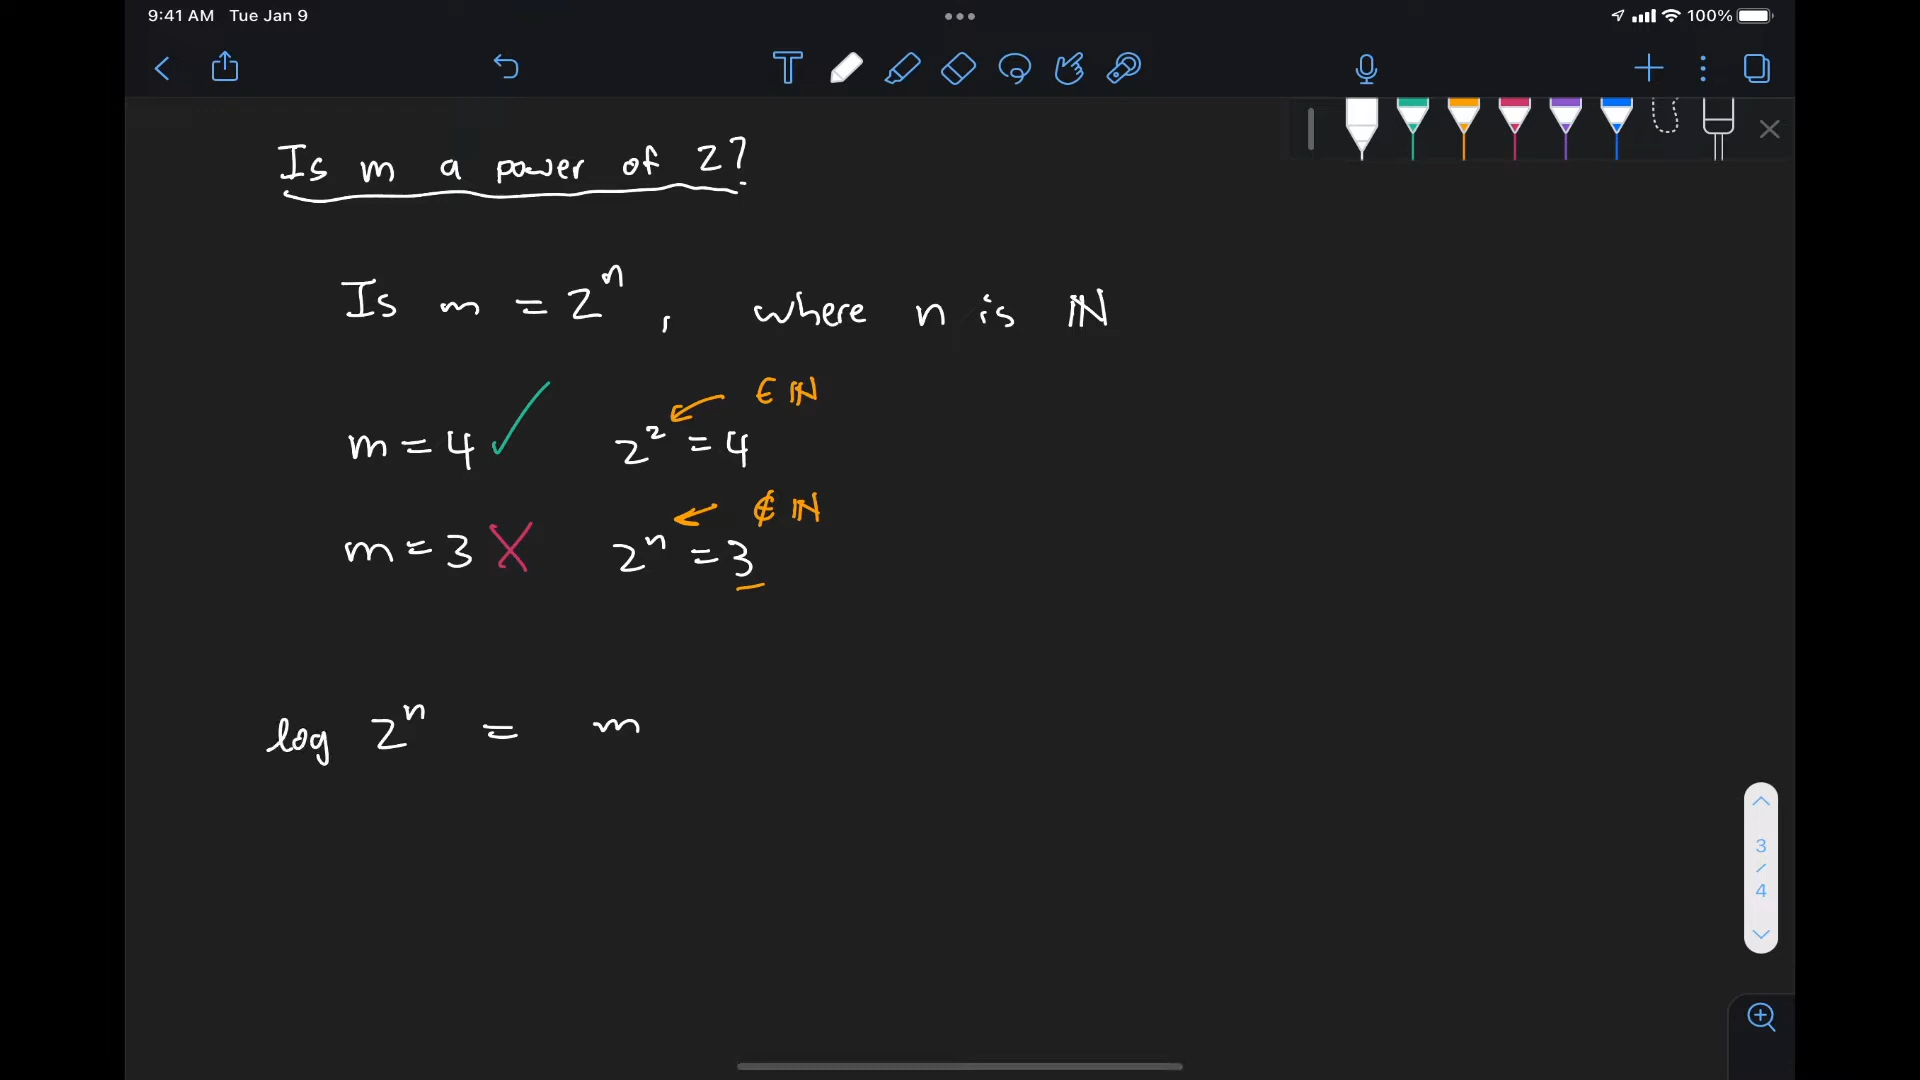 9:41 AM Tue Jan 9
100%
Is m a power of 2?
Is m = 2ⁿ, where n is ℕ
∈ ℕ
m = 4 ✓ 2² = 4
∉ ℕ
m = 3 X 2ⁿ = 3
log 2ⁿ = m
3
/
4